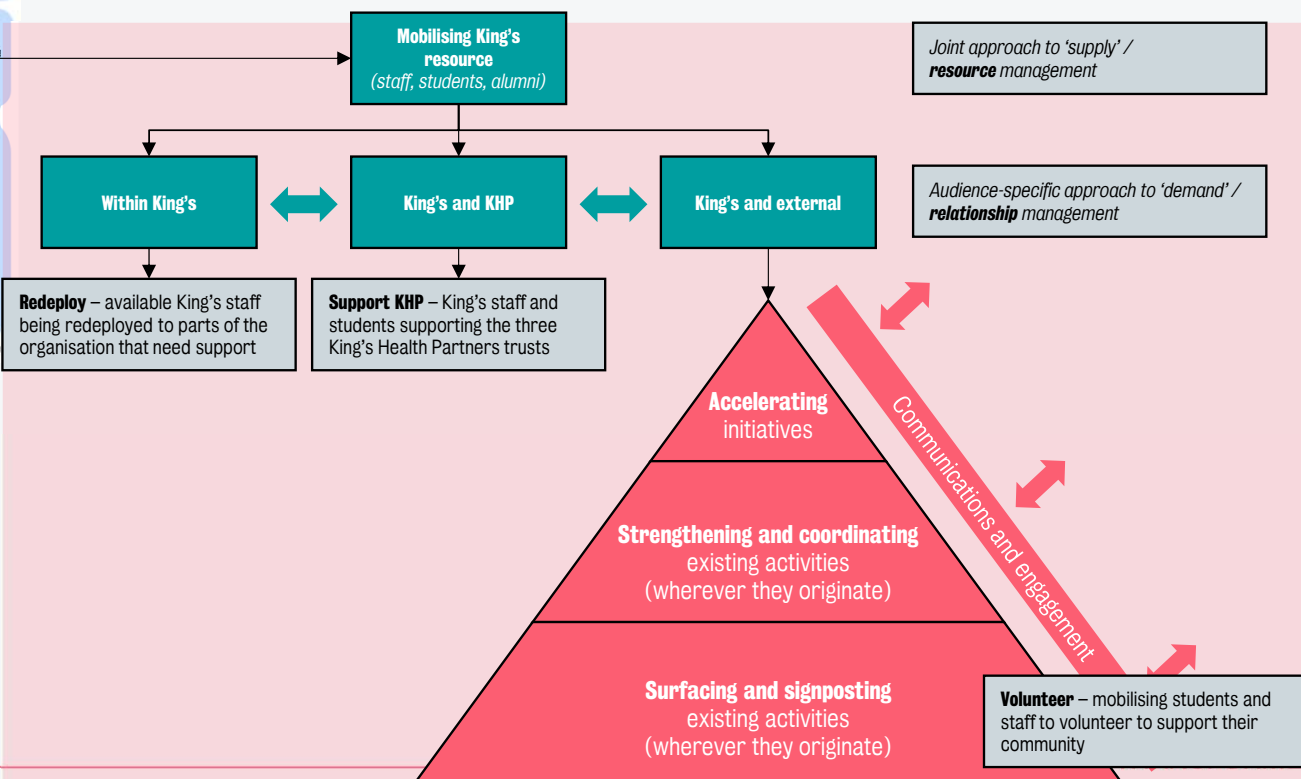 Mobilising King's
resource
(staff, students, alumni)
Joint approach to ‘supply’ /
resource management
Within King's
King's and KHP
King's and external
Audience-specific approach to ‘demand’ /
relationship management
Redeploy – available King's staff
being redeployed to parts of the
organisation that need support
Support KHP – King's staff and
students supporting the three
King's Health Partners trusts
Accelerating
initiatives
Communications and engagement
Strengthening and coordinating
existing activities
(wherever they originate)
Surfacing and signposting
existing activities
(wherever they originate)
Volunteer – mobilising students and
staff to volunteer to support their
community